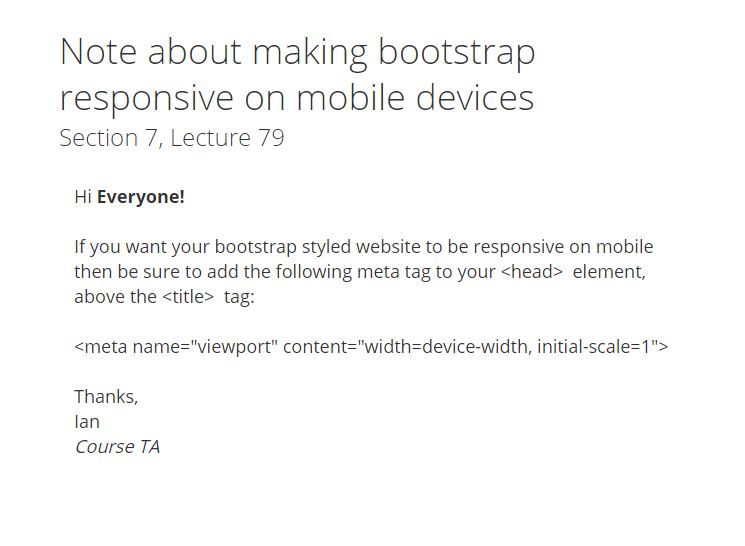 Note about making bootstrap
responsive on mobile devices
Section 7, Lecture 79
Hi Everyone!
If you want your bootstrap styled website to be responsive on mobile
then be sure to add the following meta tag to your <head>  element,
above the <title>  tag:
<meta name="viewport" content="width=device-width, initial-scale=1">
Thanks,
Ian
Course TA